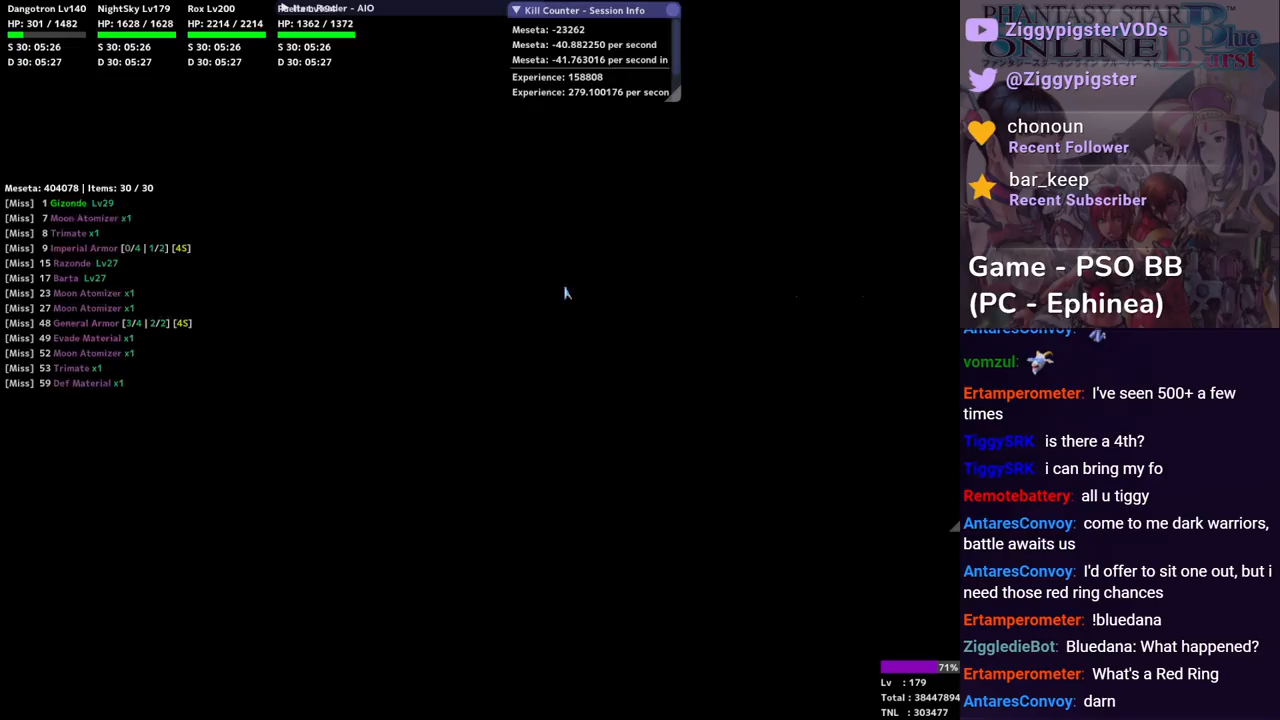 Dangotron Lv140
HP: 301 / 1482
S 30: 05:26
D 30: 05:27
NightSky Lv179
HP: 1628 / 1628
S 30: 05:26
D 30: 05:27
Rox Lv200
HP: 2214 / 2214
S 30: 05:26
D 30: 05:27
Reader - AIO
HP: 1362 / 1372
S 30: 05:26
D 30: 05:27
Kill Counter - Session Info
Meseta: -23262
Meseta: -40.882250 per second
Meseta: -41.763016 per second in
Experience: 158808
Experience: 279.100176 per secon
Meseta: 404078 | Items: 30 / 30
[Miss] 1 Gizonde Lv29
[Miss] 7 Moon Atomizer x1
[Miss] 8 Trimate x1
[Miss] 9 Imperial Armor [0/4 | 1/2] [4S]
[Miss] 15 Razonde Lv27
[Miss] 17 Barta Lv27
[Miss] 23 Moon Atomizer x1
[Miss] 27 Moon Atomizer x1
[Miss] 48 General Armor [3/4 | 2/2] [4S]
[Miss] 49 Evade Material x1
[Miss] 52 Moon Atomizer x1
[Miss] 53 Trimate x1
[Miss] 59 Def Material x1
71%
Lv : 179
Total : 38447894
TNL : 303477
PHANTASY STAR
ONLINE Blue Burst
ZiggypigsterVODs
@Ziggypigster
chonoun
Recent Follower
bar_keep
Recent Subscriber
Game - PSO BB
(PC - Ephinea)
AntaresConvoy:
vomzul:
Ertamperometer: I've seen 500+ a few
times
TiggySRK is there a 4th?
TiggySRK i can bring my fo
Remotebattery: all u tiggy
AntaresConvoy: come to me dark warriors,
battle awaits us
AntaresConvoy: I'd offer to sit one out, but i
need those red ring chances
Ertamperometer: !bluedana
ZiggledieBot: Bluedana: What happened?
Ertamperometer: What's a Red Ring
AntaresConvoy: darn